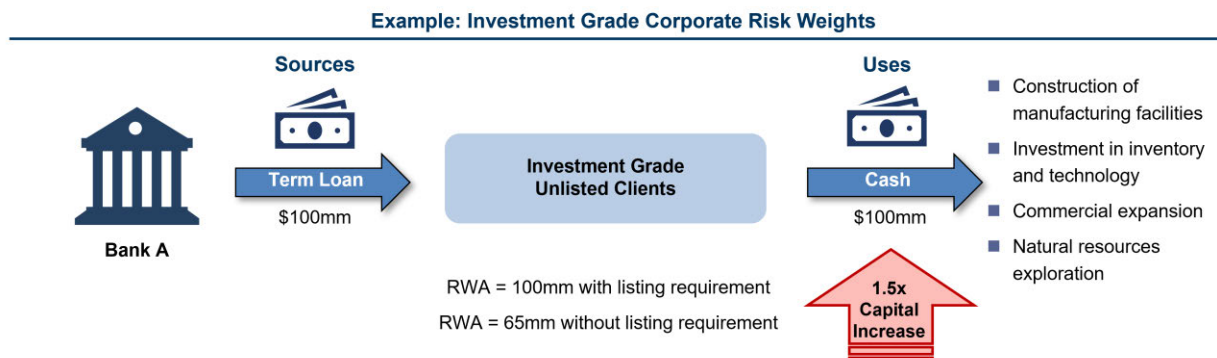 Example: Investment Grade Corporate Risk Weights
Sources
Uses
Term Loan
$100mm
Bank A
Investment Grade
Unlisted Clients
Cash
$100mm
Construction of
manufacturing facilities
Investment in inventory
and technology
Commercial expansion
Natural resources
exploration
RWA = 100mm with listing requirement
RWA = 65mm without listing requirement
1.5x
Capital
Increase